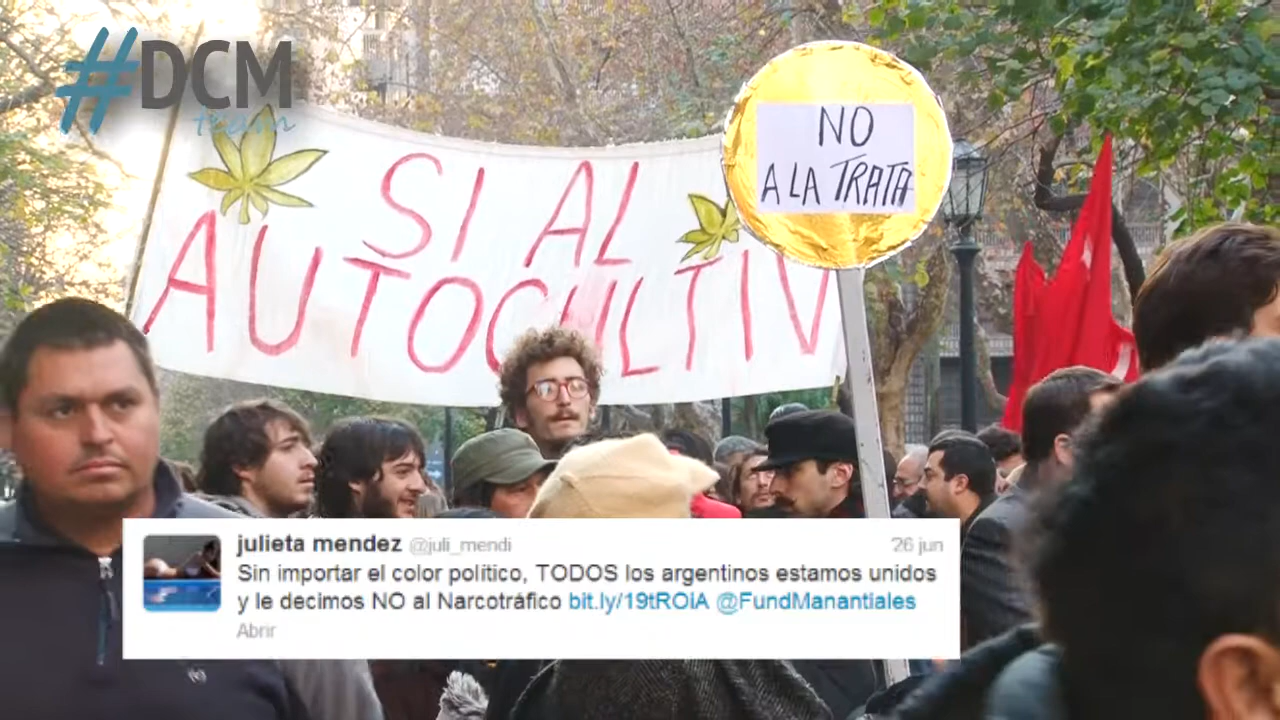 #DCM
team
SI AL
AUTOCULTIV
NO
A LA TRATA
julieta mendez @juli_mendi 26 jun
Sin importar el color político, TODOS los argentinos estamos unidos
y le decimos NO al Narcotráfico bit.ly/19tROiA @FundManantiales
Abrir